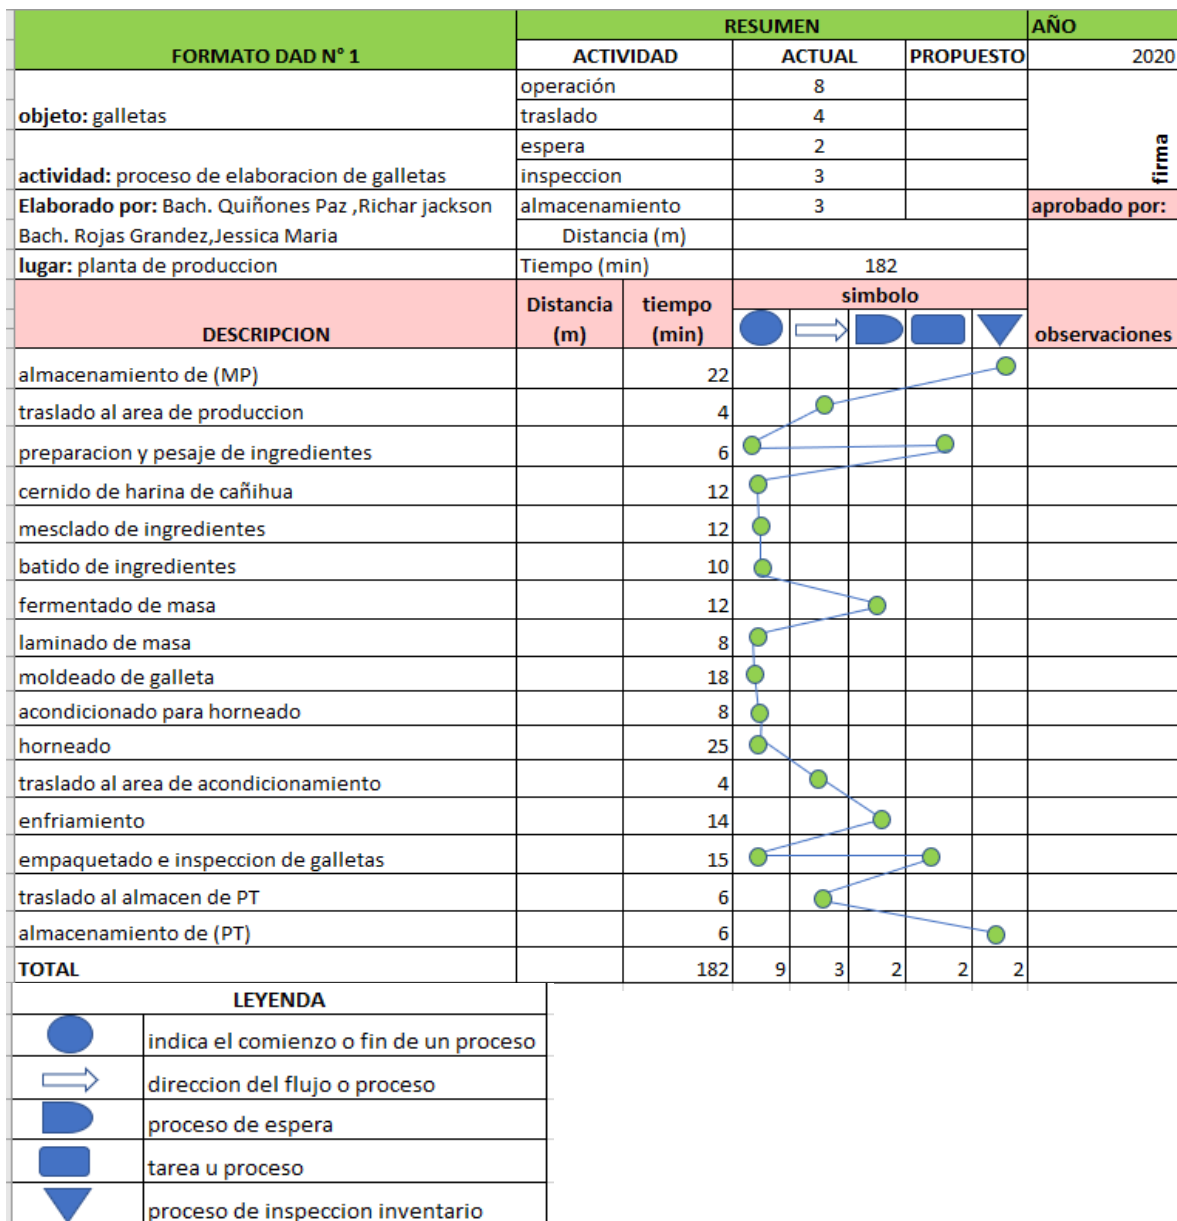 FORMATO DAD N° 1
RESUMEN
AÑO
ACTIVIDAD ACTUAL PROPUESTO
2020
objeto: galletas
operación 8
traslado 4
actividad: proceso de elaboracion de galletas
espera 2
inspeccion 3
firma
Elaborado por: Bach. Quiñones Paz ,Richar jackson
Bach. Rojas Grandez,Jessica Maria
almacenamiento 3
aprobado por:
Distancia (m)
lugar: planta de produccion
Tiempo (min) 182
DESCRIPCION
Distancia
(m)
tiempo
(min)
simbolo
observaciones
almacenamiento de (MP) 22
traslado al area de produccion 4
preparacion y pesaje de ingredientes 6
cernido de harina de cañihua 12
mesclado de ingredientes 12
batido de ingredientes 10
fermentado de masa 12
laminado de masa 8
moldeado de galleta 18
acondicionado para horneado 8
horneado 25
traslado al area de acondicionamiento 4
enfriamiento 14
empaquetado e inspeccion de galletas 15
traslado al almacen de PT 6
almacenamiento de (PT) 6
TOTAL 182 9 3 2 2 2
LEYENDA
indica el comienzo o fin de un proceso
direccion del flujo o proceso
proceso de espera
tarea u proceso
proceso de inspeccion inventario